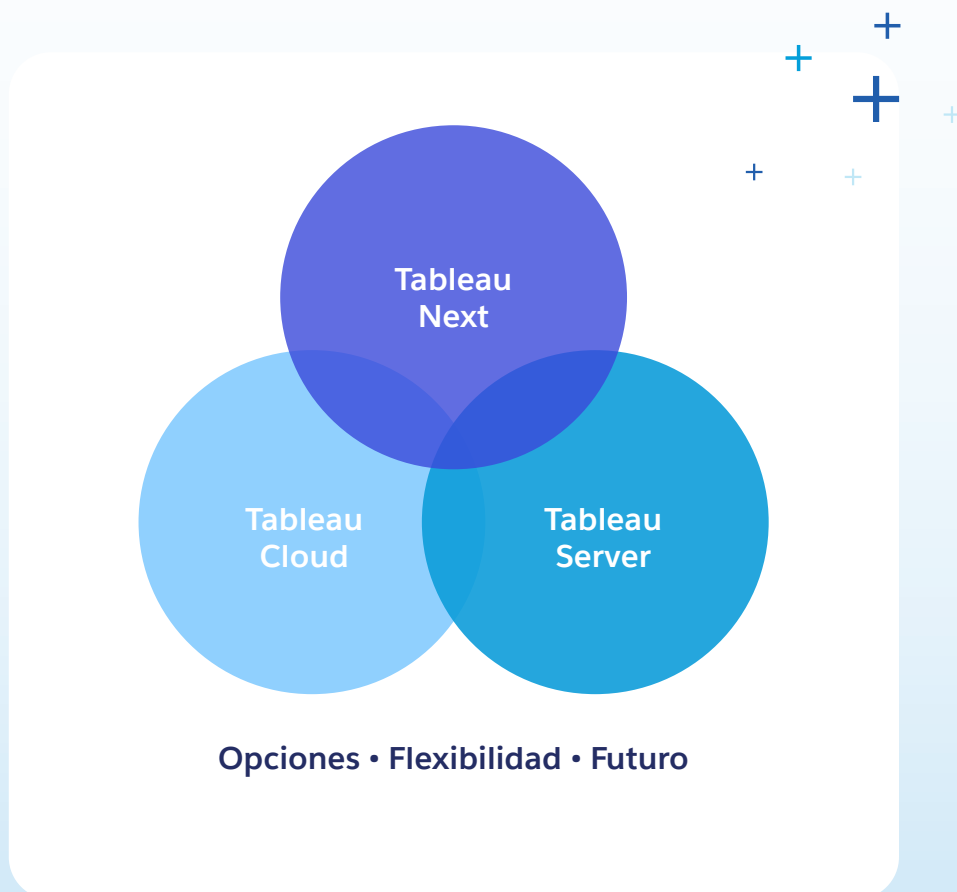 Tableau
Next
Tableau
Cloud
Tableau
Server
Opciones • Flexibilidad • Futuro